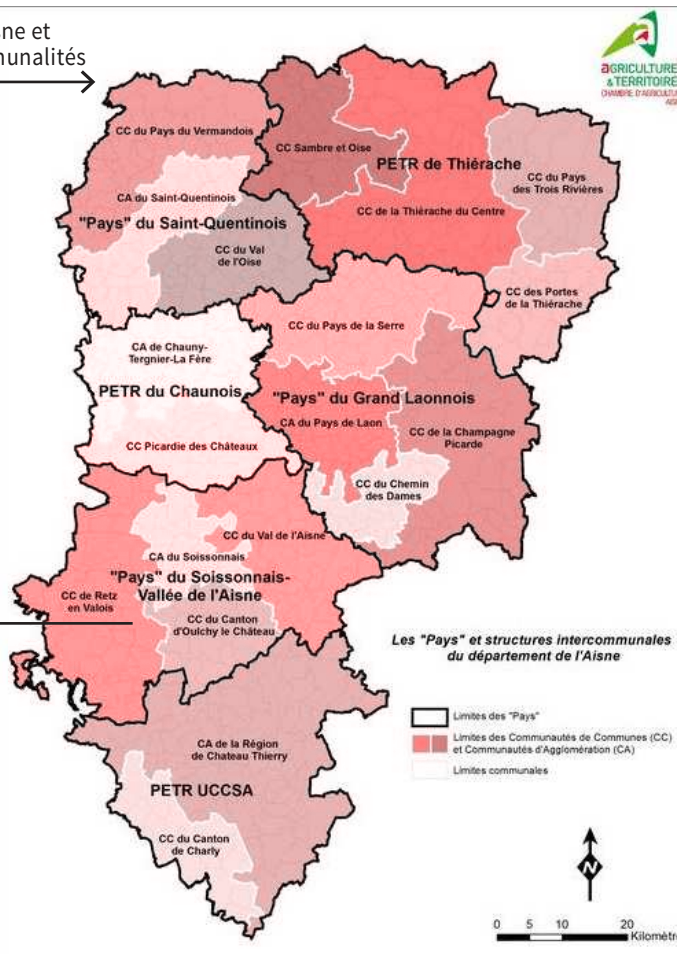 sne et
munalités
aGRICULTURE
& TERRITOIRE
CHAMBRE D'AGRICULTU
CC du Pays du Vermandois
CC Sambre et Oise
PETR de Thiérache
CC du Pays
des Trois Rivières
CA du Saint-Quentinois
"Pays" du Saint-Quentinois
CC de la Thiérache du Centre
CC du Val
de l'Oise
CC des Portes
de la Thiérache
CC du Pays de la Serre
CA de Chauny-
Tergnier-La Fère
PETR du Chaunois
"Pays" du Grand Laonnois
CA du Pays de Laon
CC de la Champagne
Picarde
CC Picardie des Châteaux
CC du Chemin
des Dames
CC du Val de l'Aisne
CA du Soissonnais
"Pays" du Soissonnais-
Vallée de l'Aisne
CC de Retz
en Valois
CC du Canton
d'Oulchy le Château
Les "Pays" et structures intercommunales
du département de l'Aisne
Limites des "Pays"
Limites des Communautés de Communes (CC)
et Communautés d'Agglomération (CA)
Limites communales
CA de la Région
de Chateau Thierry
PETR UCCSA
CC du Canton
de Charly
N
0 5 10 20
Kilomètr